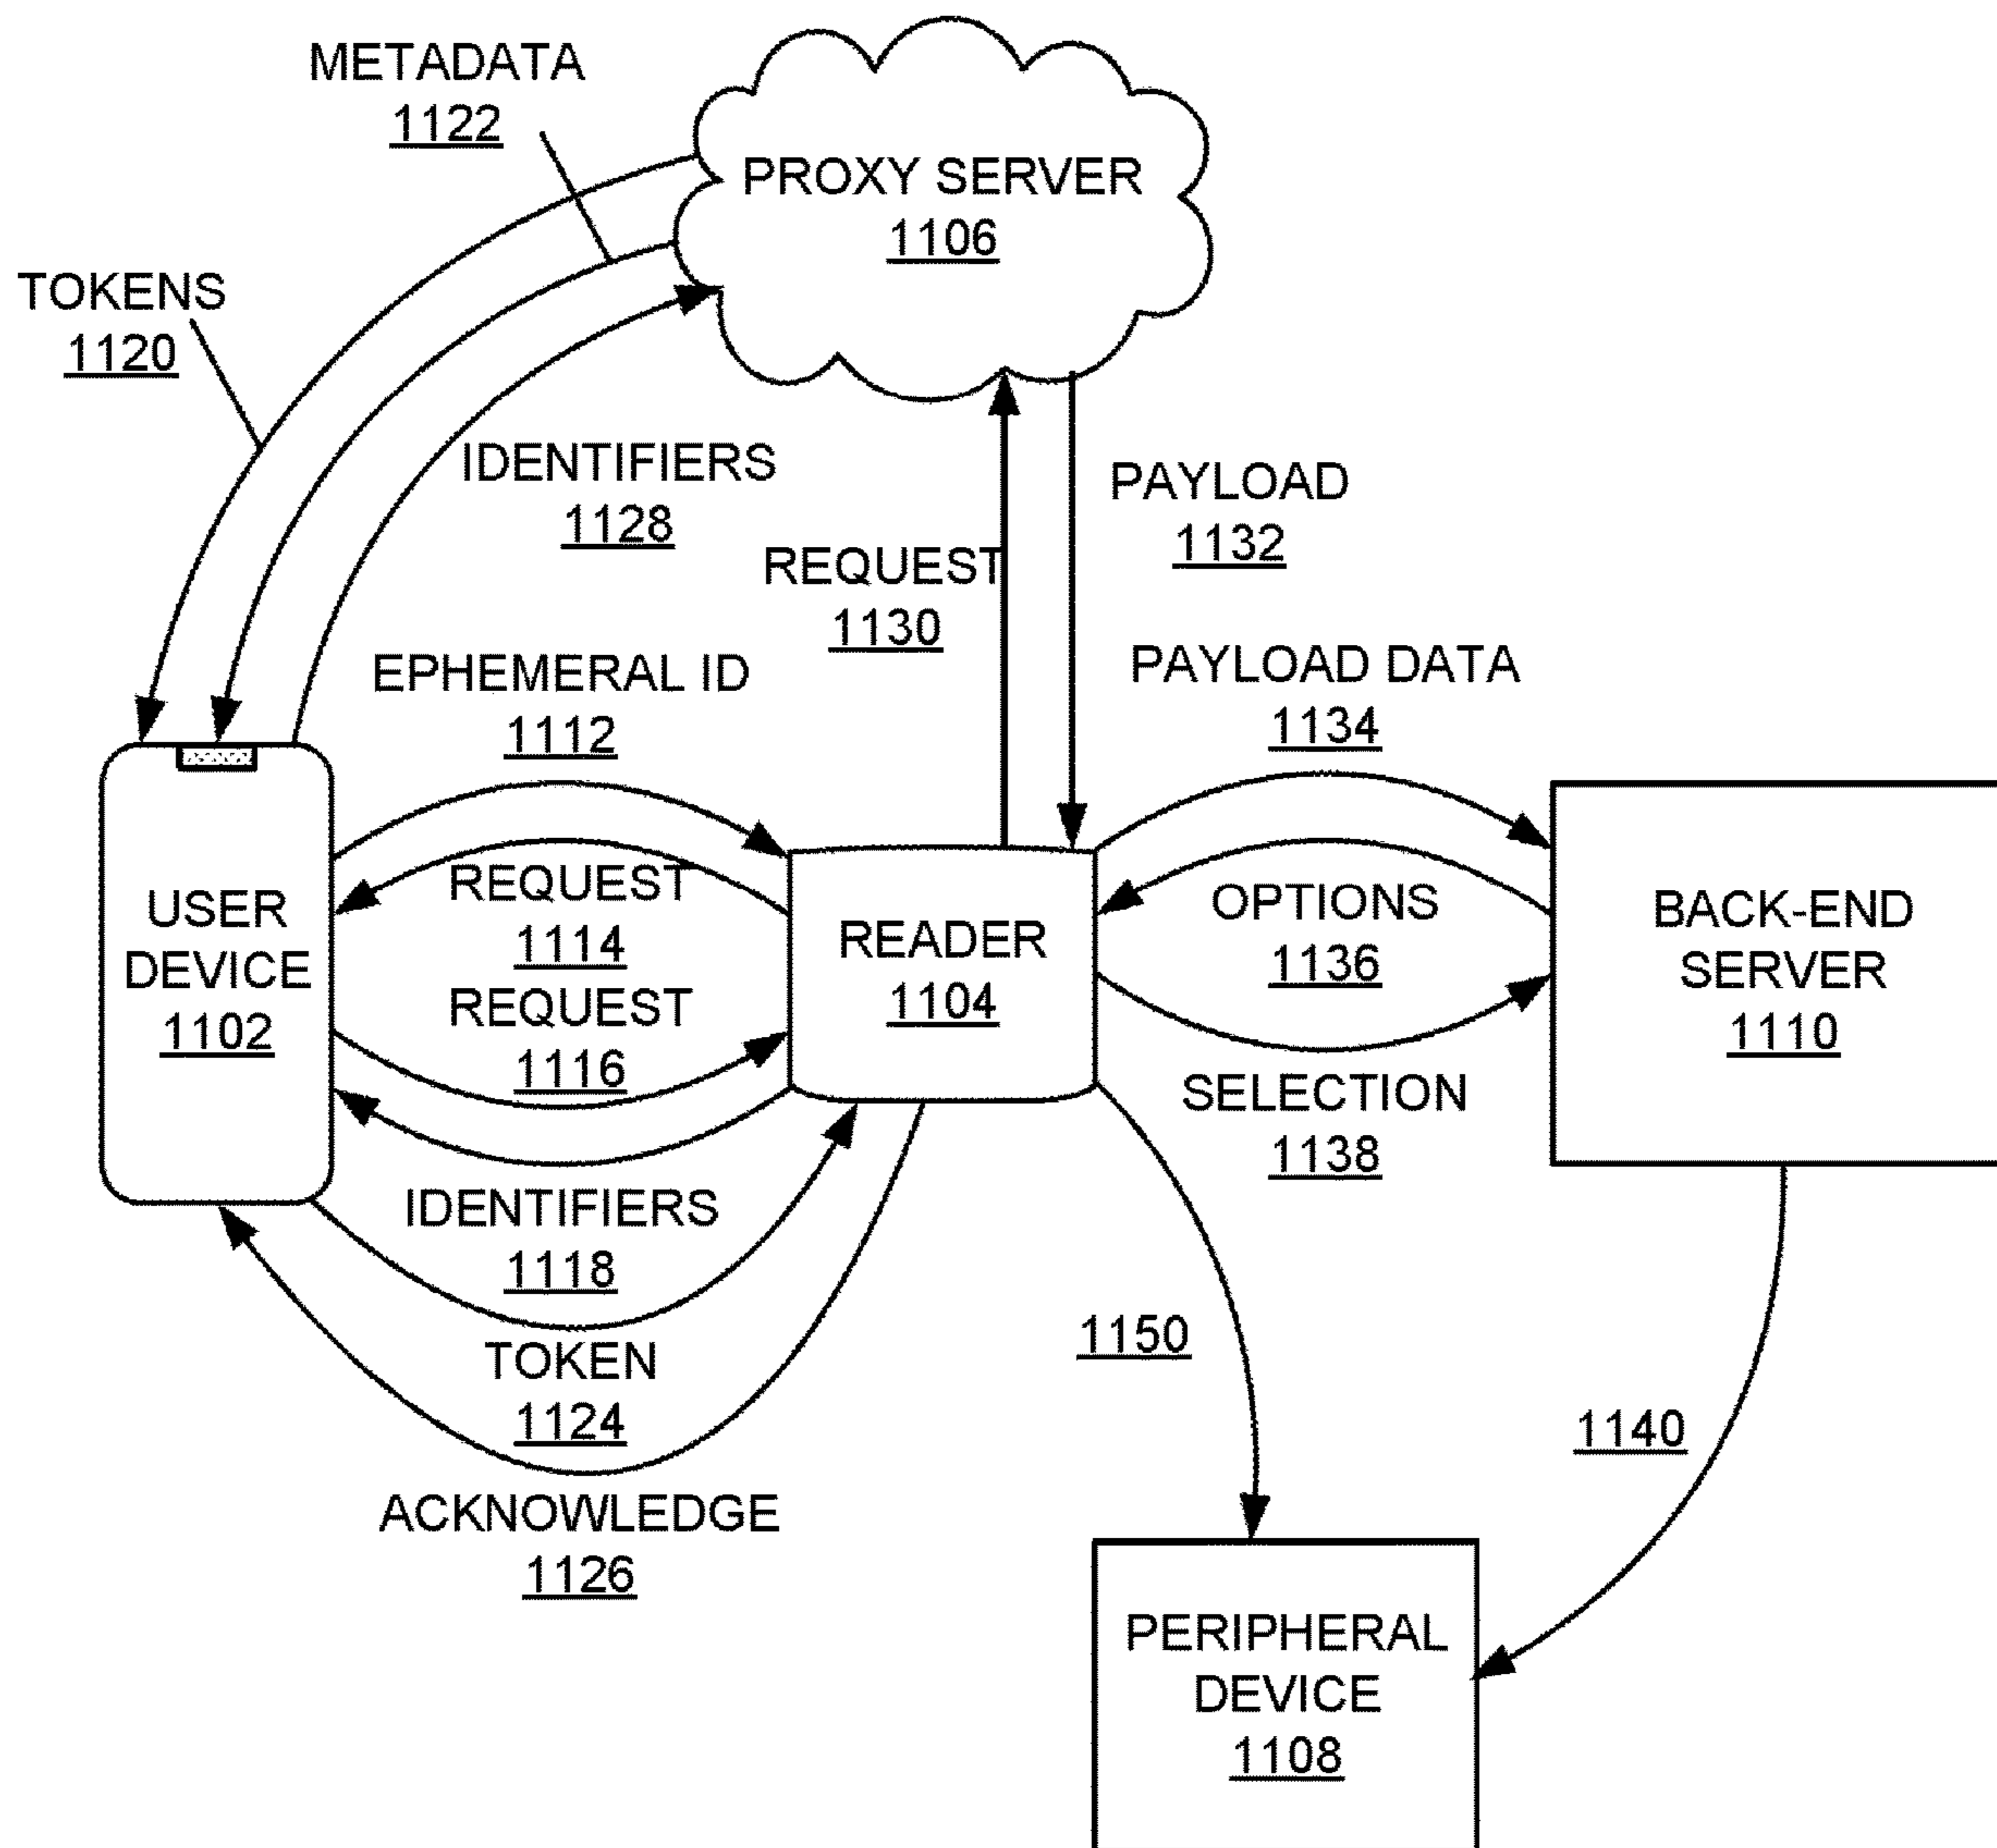 METADATA
1122
PROXY SERVER
1106
TOKENS
1120
IDENTIFIERS
1128
PAYLOAD
1132
REQUEST
1130
EPHEMERAL ID
1112
PAYLOAD DATA
1134
USER
DEVICE
1102
REQUEST
1114
REQUEST
1116
READER
1104
OPTIONS
1136
BACK-END
SERVER
1110
SELECTION
1138
IDENTIFIERS
1118
TOKEN
1124
ACKNOWLEDGE
1126
1150
1140
PERIPHERAL
DEVICE
1108